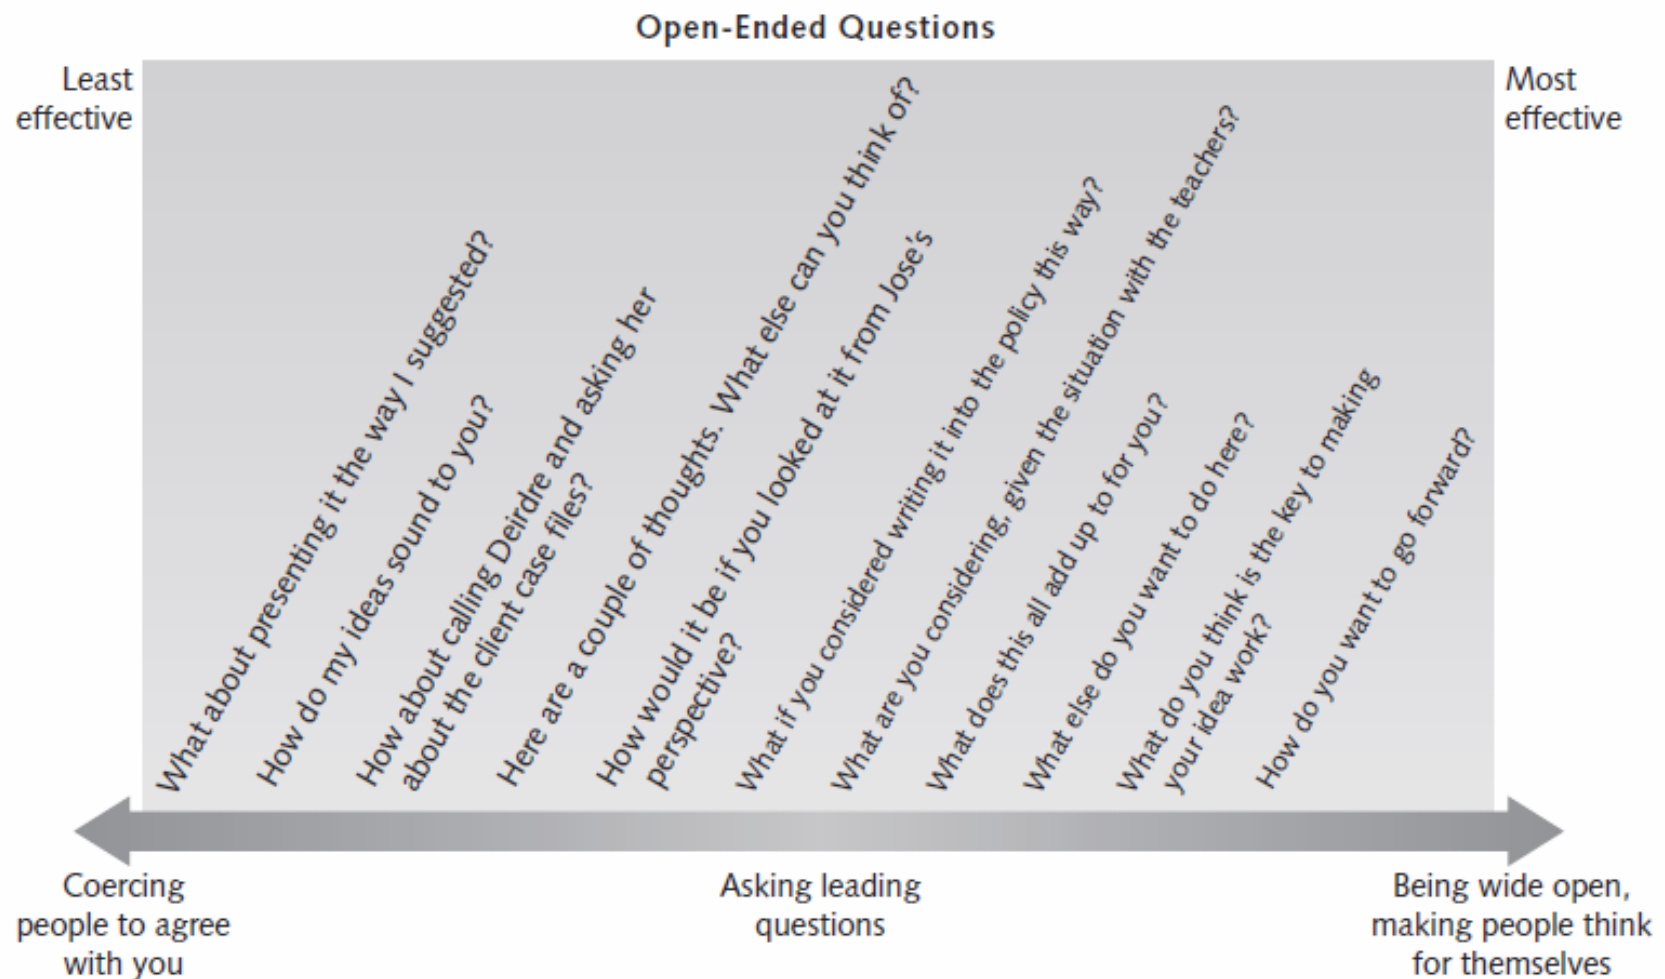 Open-Ended Questions
Least
effective
Most
effective
What about presenting it the way I suggested?
How do my ideas sound to you?
How about calling Deirdre and asking her
about the client case files?
Here are a couple of thoughts. What else can you think of?
How would it be if you looked at it from Jose's
perspective?
What if you considered writing it into the policy this way?
What are you considering, given the situation with the teachers?
What does this all add up to for you?
What else do you want to do here?
What do you think is the key to making
your idea work?
How do you want to go forward?
Coercing
people to agree
with you
Asking leading
questions
Being wide open,
making people think
for themselves